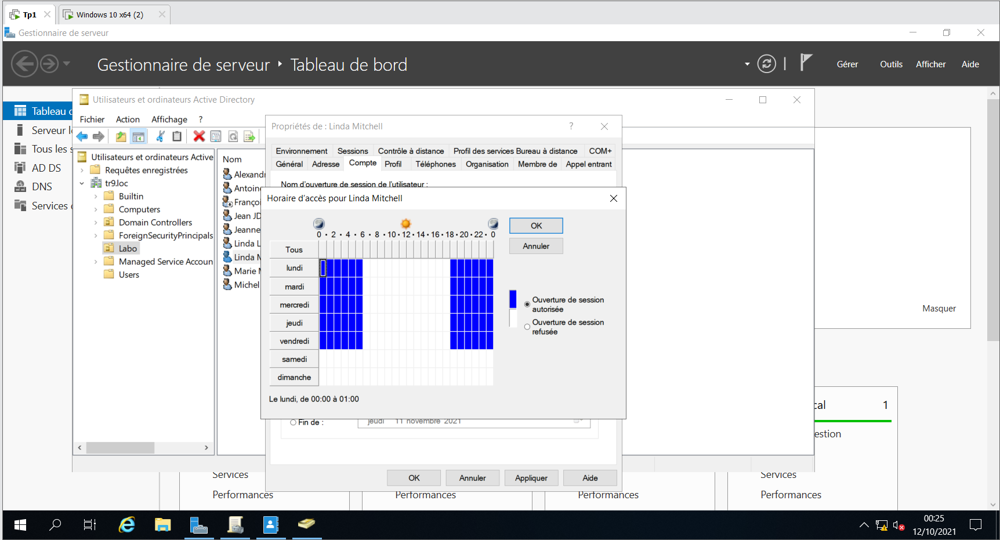 Tp1
Windows 10 x64 (2)
Gestionnaire de serveur
Gestionnaire de serveur
Tableau de bord
Gérer
Outils
Afficher
Aide
Tableau d
Serveur l
Tous les s
AD DS
DNS
Services
Utilisateurs et ordinateurs Active Directory
Fichier
Action
Affichage
?
Utilisateurs et ordinateurs Active
Requêtes enregistrées
tr9.loc
Builtin
Computers
Domain Controllers
ForeignSecurityPrincipals
Labo
Managed Service Accoun
Users
Nom
Alexand
Antoin
Françoi
Jean JD
Jeanne
Linda L
Linda M
Marie M
Michel
Propriétés de : Linda Mitchell
?
Environnement
Sessions
Contrôle à distance
Profil des services Bureau à distance
COM+
Général
Adresse
Compte
Profil
Téléphones
Organisation
Membre de
Appel entrant
Nom d'ouverture de session de l'utilisateur :
Horaire d'accès pour Linda Mitchell
0 · 2 · 4 · 6 · 8 · 10 · 12 · 14 · 16 · 18 · 20 · 22 · 0
Tous
lundi
mardi
mercredi
jeudi
vendredi
samedi
dimanche
OK
Annuler
Ouverture de session
autorisée
Ouverture de session
refusée
Le lundi, de 00:00 à 01:00
Fin de :
jeudi 11 novembre 2021
OK
Annuler
Appliquer
Aide
Masquer
cal
1
estion
Services
Performances
Performances
Performances
Services
Performances
00:25
12/10/2021